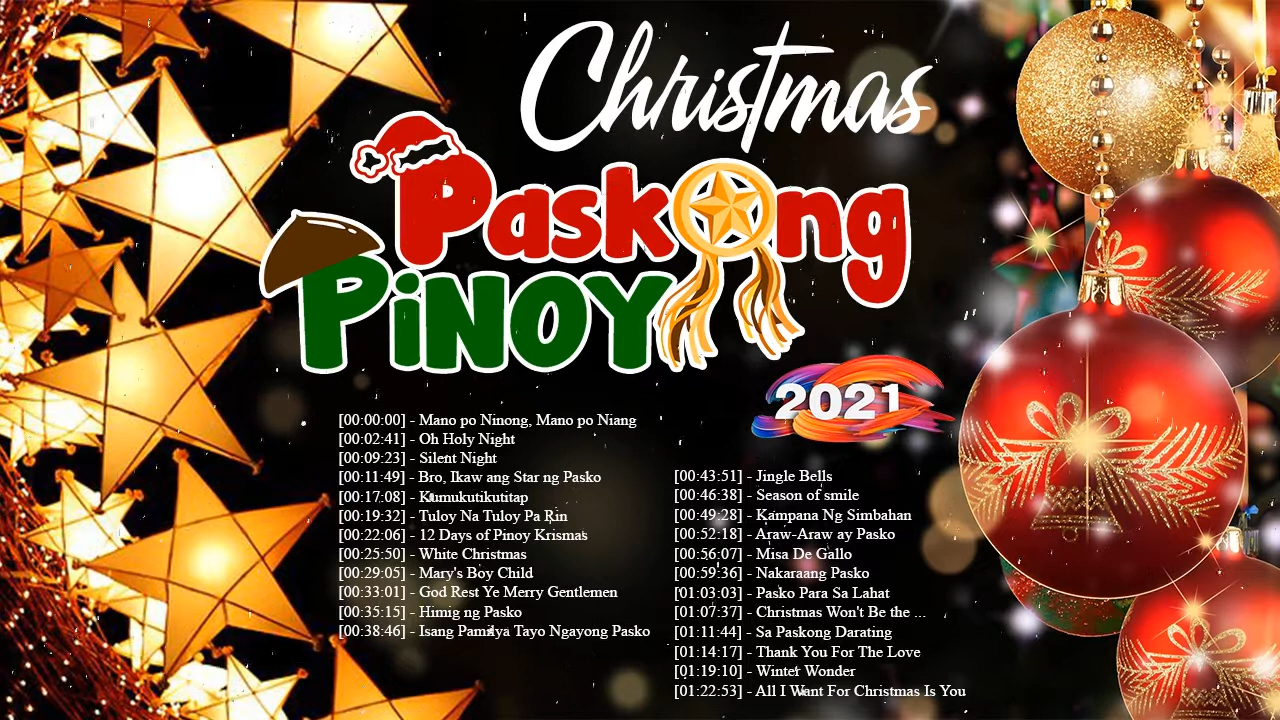 Christmas
Paskong
PiNOY
2021
[00:00:00] - Mano po Ninong, Mano po Niang
[00:02:41] - Oh Holy Night
[00:09:23] - Silent Night
[00:11:49] - Bro, Ikaw ang Star ng Pasko
[00:17:08] - Kumukutikutitap
[00:19:32] - Tuloy Na Tuloy Pa Rin
[00:22:06] - 12 Days of Pinoy Krismas
[00:25:50] - White Christmas
[00:29:05] - Mary's Boy Child
[00:33:01] - God Rest Ye Merry Gentlemen
[00:35:15] - Himig ng Pasko
[00:38:46] - Isang Pamilya Tayo Ngayong Pasko
[00:43:51] - Jingle Bells
[00:46:38] - Season of smile
[00:49:28] - Kampana Ng Simbahan
[00:52:18] - Araw-Araw ay Pasko
[00:56:07] - Misa De Gallo
[00:59:36] - Nakaraang Pasko
[01:03:03] - Pasko Para Sa Lahat
[01:07:37] - Christmas Won't Be the ...
[01:11:44] - Sa Paskong Darating
[01:14:17] - Thank You For The Love
[01:19:10] - Winter Wonder
[01:22:53] - All I Want For Christmas Is You